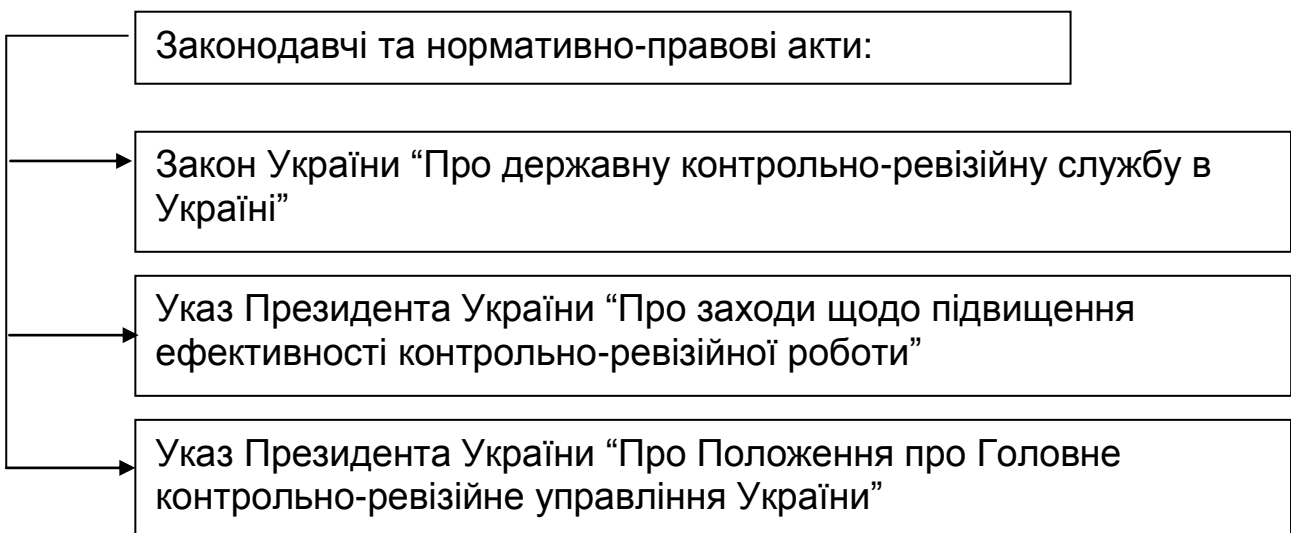 Законодавчі та нормативно-правові акти:
Закон України “Про державну контрольно-ревізійну службу в
Україні”
Указ Президента України “Про заходи щодо підвищення
ефективності контрольно-ревізійної роботи”
Указ Президента України “Про Положення про Головне
контрольно-ревізійне управління України”